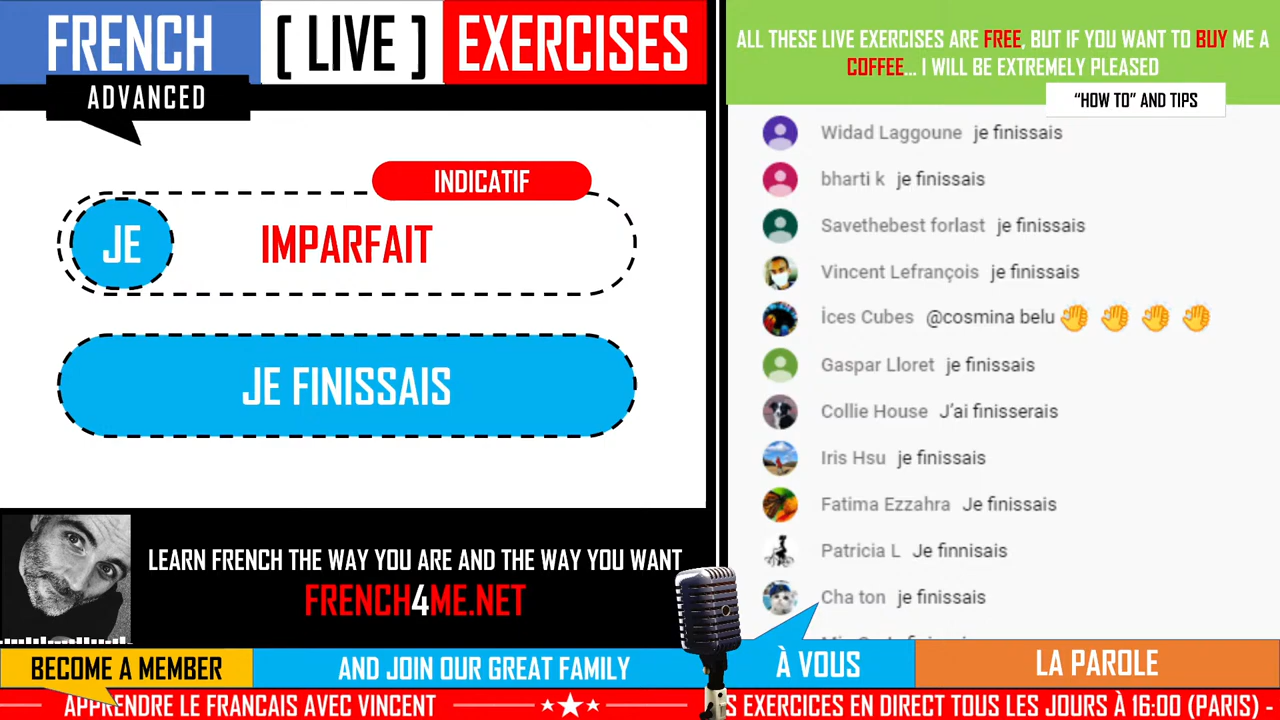 FRENCH [ LIVE ] EXERCISES
ADVANCED
INDICATIF
JE IMPARFAIT
JE FINISSAIS
LEARN FRENCH THE WAY YOU ARE AND THE WAY YOU WANT
FRENCH4ME.NET
BECOME A MEMBER AND JOIN OUR GREAT FAMILY
ALL THESE LIVE EXERCISES ARE FREE, BUT IF YOU WANT TO BUY ME A
COFFEE... I WILL BE EXTREMELY PLEASED
“HOW TO” AND TIPS
Widad Laggoune je finissais
bharti k je finissais
Savethebest forlast je finissais
Vincent Lefrançois je finissais
İces Cubes @cosmina belu 👏 👏 👏 👏
Gaspar Lloret je finissais
Collie House J'ai finisserais
Iris Hsu je finissais
Fatima Ezzahra Je finissais
Patricia L Je finnisais
Cha ton je finissais
À VOUS LA PAROLE
APPRENDRE LE FRANCAIS AVEC VINCENT
EXERCICES EN DIRECT TOUS LES JOURS À 16:00 (PARIS) -